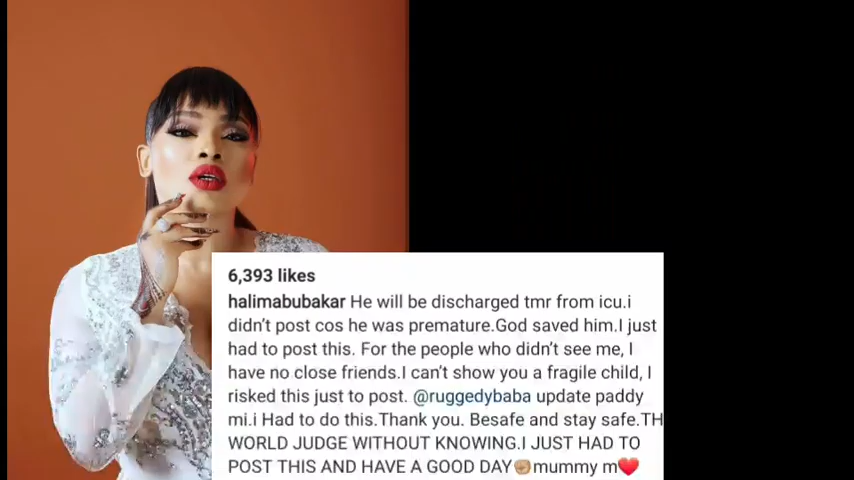 6,393 likes
halimabubakar He will be discharged tmr from icu.i
didn't post cos he was premature.God saved him.I just
had to post this. For the people who didn't see me, I
have no close friends.I can't show you a fragile child, I
risked this just to post. @ruggedybaba update paddy
mi.i Had to do this.Thank you. Besafe and stay safe.TH
WORLD JUDGE WITHOUT KNOWING.I JUST HAD TO
POST THIS AND HAVE A GOOD DAY✊🏼mummy m❤️